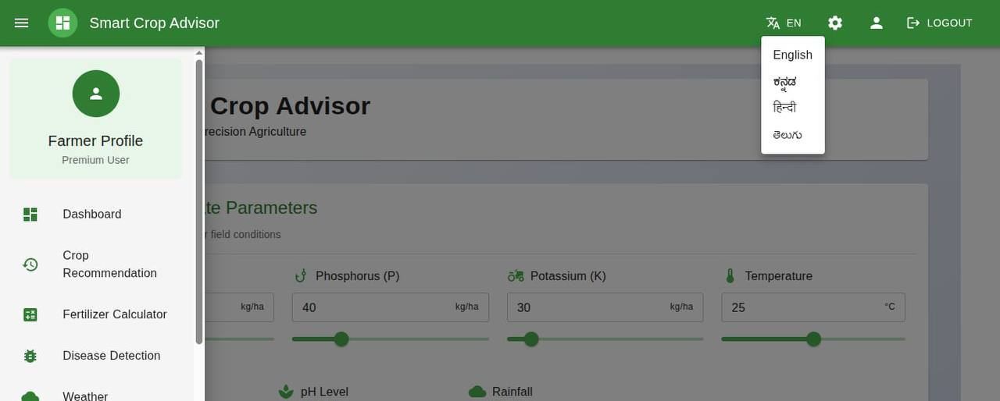 Smart Crop Advisor
EN
LOGOUT
English
ಕನ್ನಡ
हिन्दी
తెలుగు
Farmer Profile
Premium User
Dashboard
Crop
Recommendation
Fertilizer Calculator
Disease Detection
Weather
Crop Advisor
Agriculture
Parameters
field conditions
Phosphorus (P)
Potassium (K)
Temperature
kg/ha
40 kg/ha
30 kg/ha
25 °C
pH Level
Rainfall